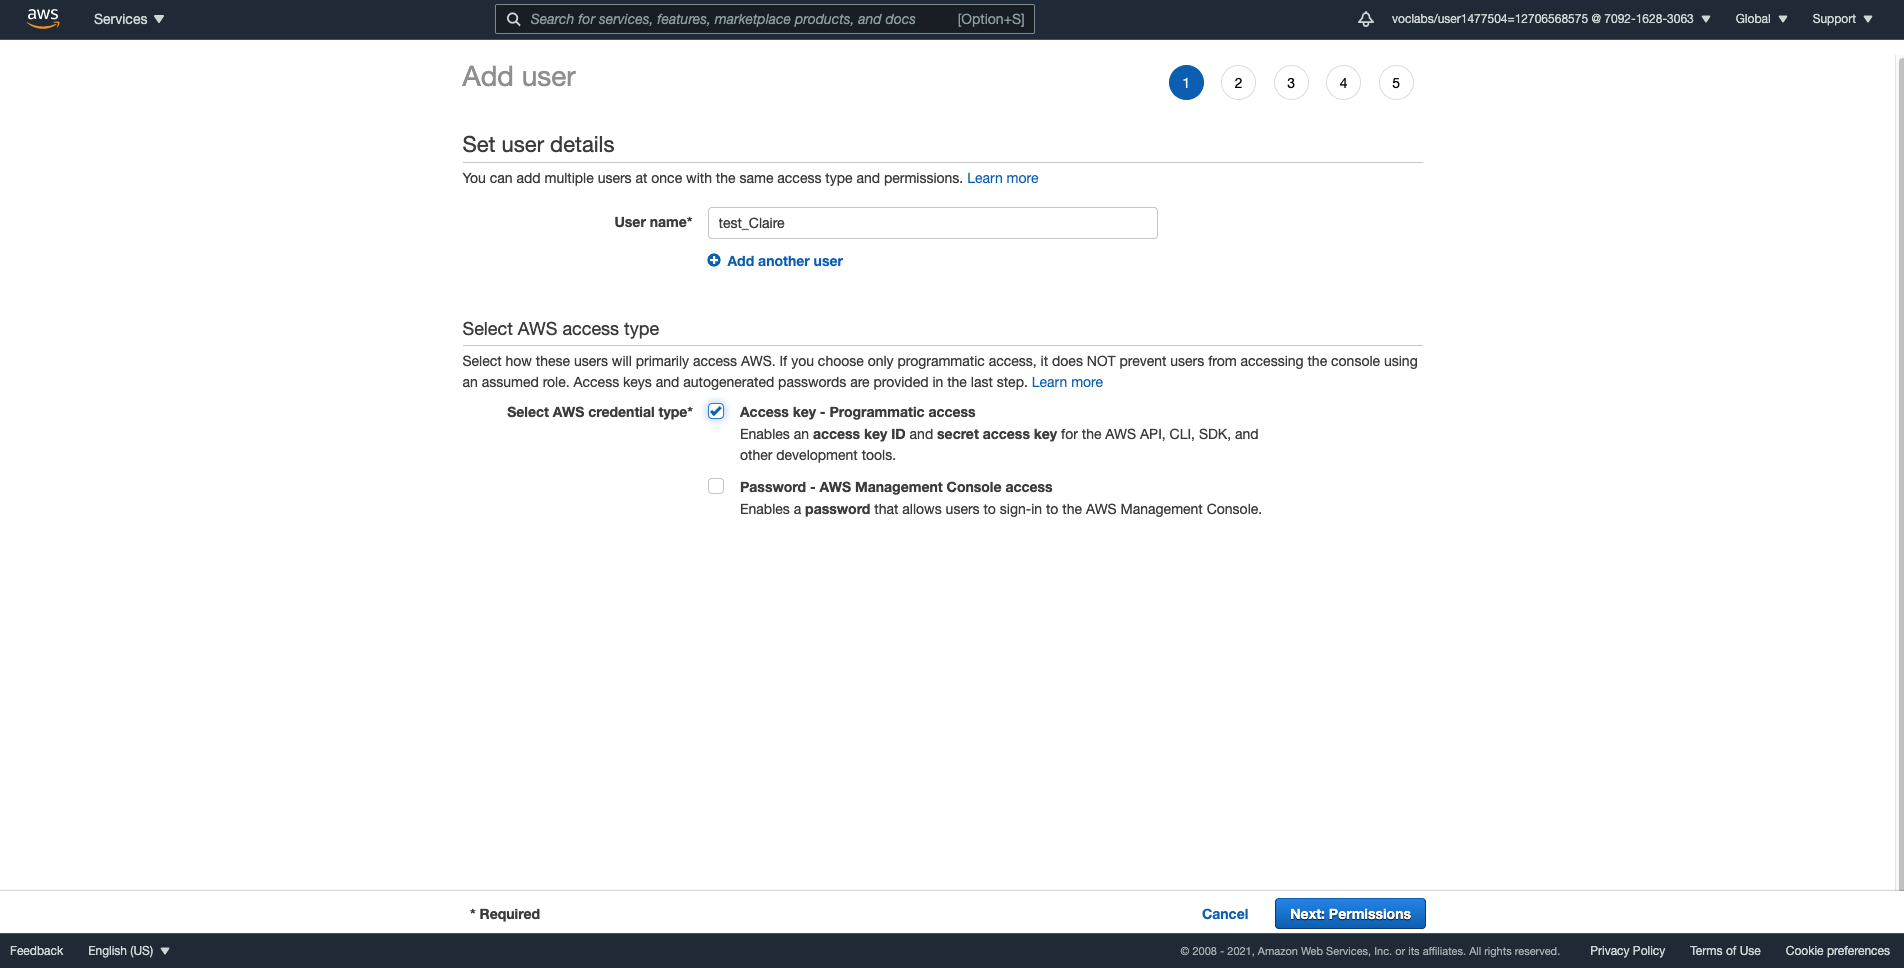 aws
Services
Search for services, features, marketplace products, and docs [Option+S]
voclabs/user1477504=12706568575 @ 7092-1628-3063
Global
Support
Add user
1 2 3 4 5
Set user details
You can add multiple users at once with the same access type and permissions. Learn more
User name* test_Claire
Add another user
Select AWS access type
Select how these users will primarily access AWS. If you choose only programmatic access, it does NOT prevent users from accessing the console using
an assumed role. Access keys and autogenerated passwords are provided in the last step. Learn more
Select AWS credential type* Access key - Programmatic access
Enables an access key ID and secret access key for the AWS API, CLI, SDK, and
other development tools.
Password - AWS Management Console access
Enables a password that allows users to sign-in to the AWS Management Console.
* Required
Cancel
Next: Permissions
Feedback
English (US)
© 2008 - 2021, Amazon Web Services, Inc. or its affiliates. All rights reserved.
Privacy Policy
Terms of Use
Cookie preferences